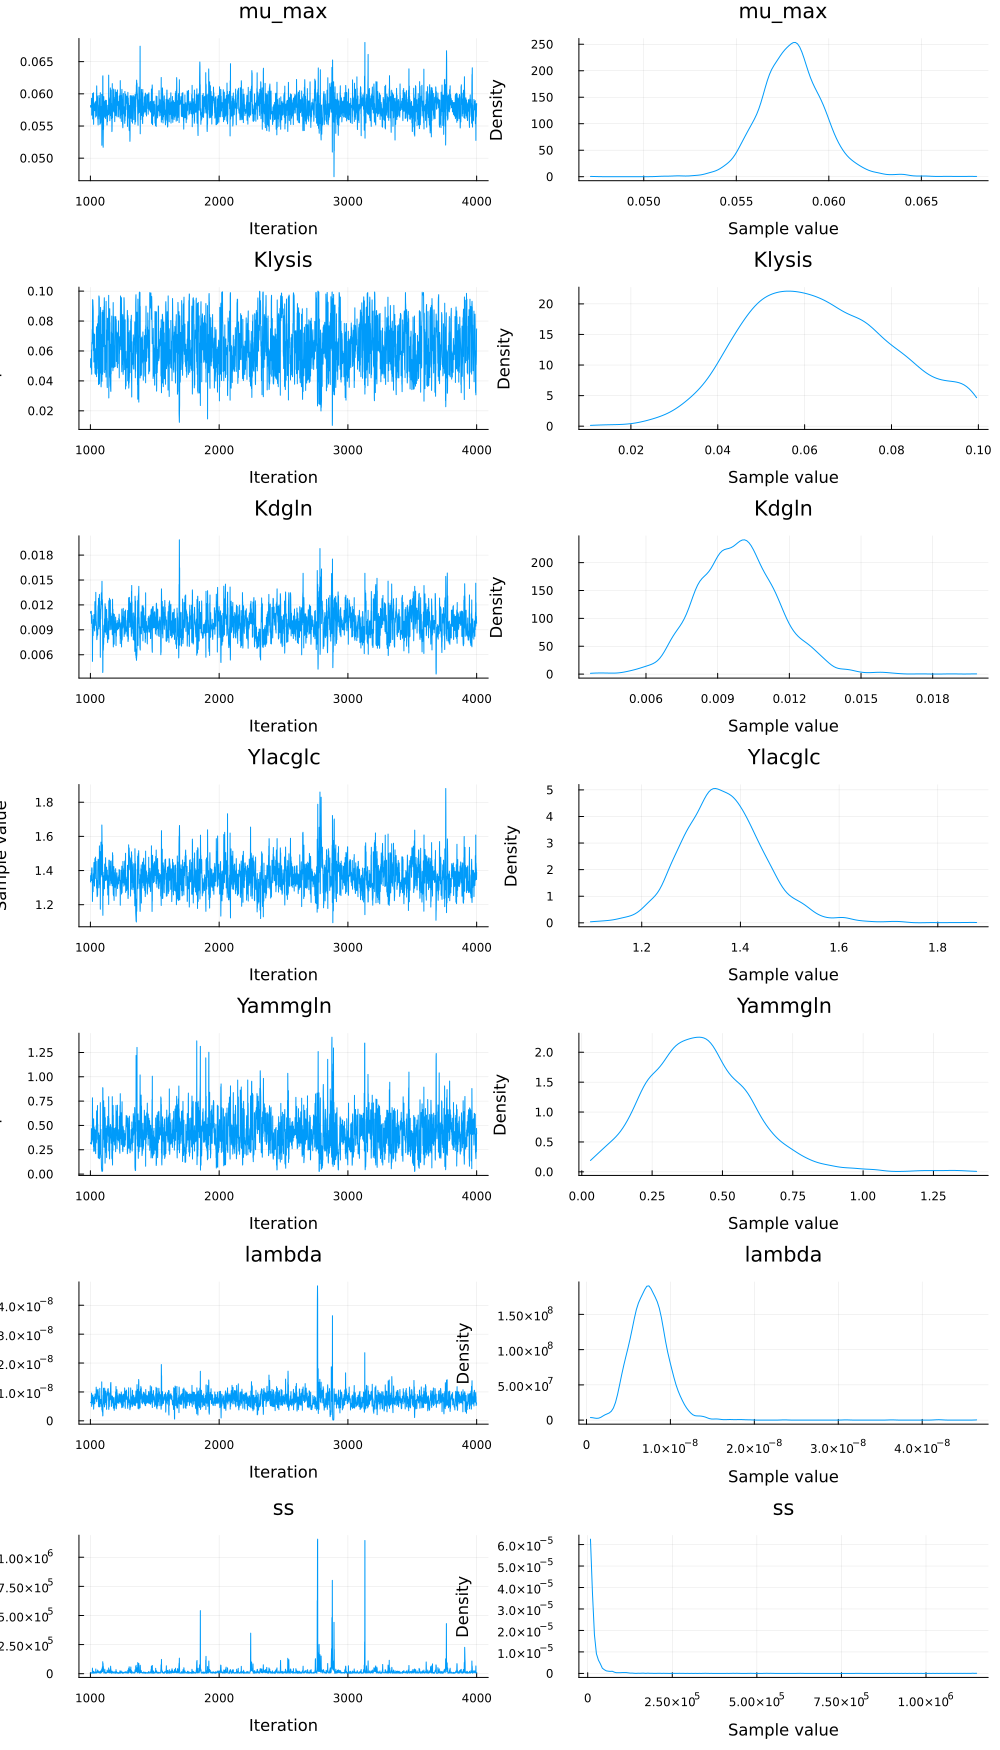 mu_max
mu_max
0.065
0.060
0.055
0.050
1000 2000 3000 4000
Iteration
Density
250
200
150
100
50
0
0.050 0.055 0.060 0.065
Sample value
Klysis
Klysis
0.10
0.08
0.06
0.04
0.02
1000 2000 3000 4000
Iteration
Density
20
15
10
5
0
0.02 0.04 0.06 0.08 0.10
Sample value
Kdgln
Kdgln
0.018
0.015
0.012
0.009
0.006
1000 2000 3000 4000
Iteration
Density
200
150
100
50
0
0.006 0.009 0.012 0.015 0.018
Sample value
Ylacglc
Ylacglc
Sample value
1.8
1.6
1.4
1.2
1000 2000 3000 4000
Iteration
Density
5
4
3
2
1
0
1.2 1.4 1.6 1.8
Sample value
Yammgln
Yammgln
1.25
1.00
0.75
0.50
0.25
0.00
1000 2000 3000 4000
Iteration
Density
2.0
1.5
1.0
0.5
0.0
0.00 0.25 0.50 0.75 1.00 1.25
Sample value
lambda
lambda
4.0×10⁻⁸
3.0×10⁻⁸
2.0×10⁻⁸
1.0×10⁻⁸
0
1000 2000 3000 4000
Iteration
Density
1.50×10⁸
1.00×10⁸
5.00×10⁷
0
0 1.0×10⁻⁸ 2.0×10⁻⁸ 3.0×10⁻⁸ 4.0×10⁻⁸
Sample value
ss
ss
1.00×10⁶
7.50×10⁵
5.00×10⁵
2.50×10⁵
0
1000 2000 3000 4000
Iteration
Density
6.0×10⁻⁵
5.0×10⁻⁵
4.0×10⁻⁵
3.0×10⁻⁵
2.0×10⁻⁵
1.0×10⁻⁵
0
0 2.50×10⁵ 5.00×10⁵ 7.50×10⁵ 1.00×10⁶
Sample value